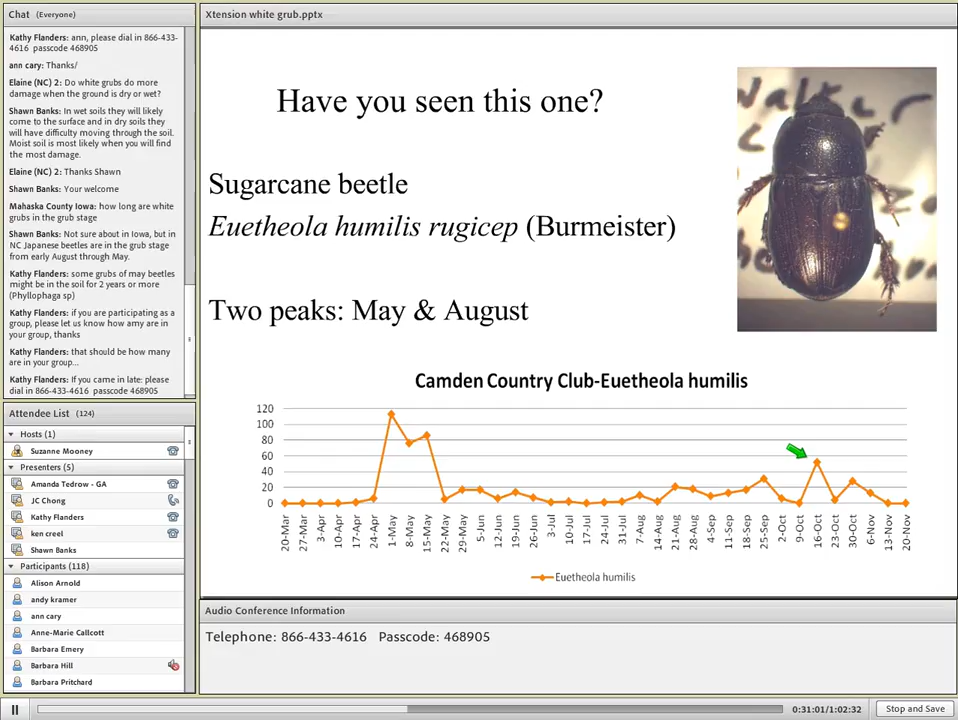 Chat (Everyone)
Kathy Flanders: ann, please dial in 866-433-
4616 passcode 468905
ann cary: Thanks/
Elaine (NC) 2: Do white grubs do more
damage when the ground is dry or wet?
Shawn Banks: In wet soils they will likely
come to the surface and in dry soils they
will have difficulty moving through the soil.
Moist soil is most likely when you will find
the most damage.
Elaine (NC) 2: Thanks Shawn
Shawn Banks: Your welcome
Mahaska County Iowa: how long are white
grubs in the grub stage
Shawn Banks: Not sure about in Iowa, but in
NC Japanese beetles are in the grub stage
from early August through May.
Kathy Flanders: some grubs of may beetles
might be in the soil for 2 years or more
(Phyllophaga sp)
Kathy Flanders: if you are participating as a
group, please let us know how amy are in
your group, thanks
Kathy Flanders: that should be how many
are in your group...
Kathy Flanders: If you came in late: please
dial in 866-433-4616 passcode 468905
Attendee List (124)
Hosts (1)
Suzanne Mooney
Presenters (5)
Amanda Tedrow - GA
JC Chong
Kathy Flanders
ken creel
Shawn Banks
Participants (118)
Alison Arnold
andy kramer
ann cary
Anne-Marie Callcott
Barbara Emery
Barbara Hill
Barbara Pritchard
Xtension white grub.pptx
Have you seen this one?
Sugarcane beetle
Euetheola humilis rugicep (Burmeister)
Two peaks: May & August
Walker
Camden Country Club-Euetheola humilis
120
100
80
60
40
20
0
20-Mar
27-Mar
3-Apr
10-Apr
17-Apr
24-Apr
1-May
8-May
15-May
22-May
29-May
5-Jun
12-Jun
19-Jun
26-Jun
3-Jul
10-Jul
17-Jul
24-Jul
31-Jul
7-Aug
14-Aug
21-Aug
28-Aug
4-Sep
11-Sep
18-Sep
25-Sep
2-Oct
9-Oct
16-Oct
23-Oct
30-Oct
6-Nov
13-Nov
20-Nov
Euetheola humilis
Audio Conference Information
Telephone: 866-433-4616 Passcode: 468905
0:31:01/1:02:32
Stop and Save